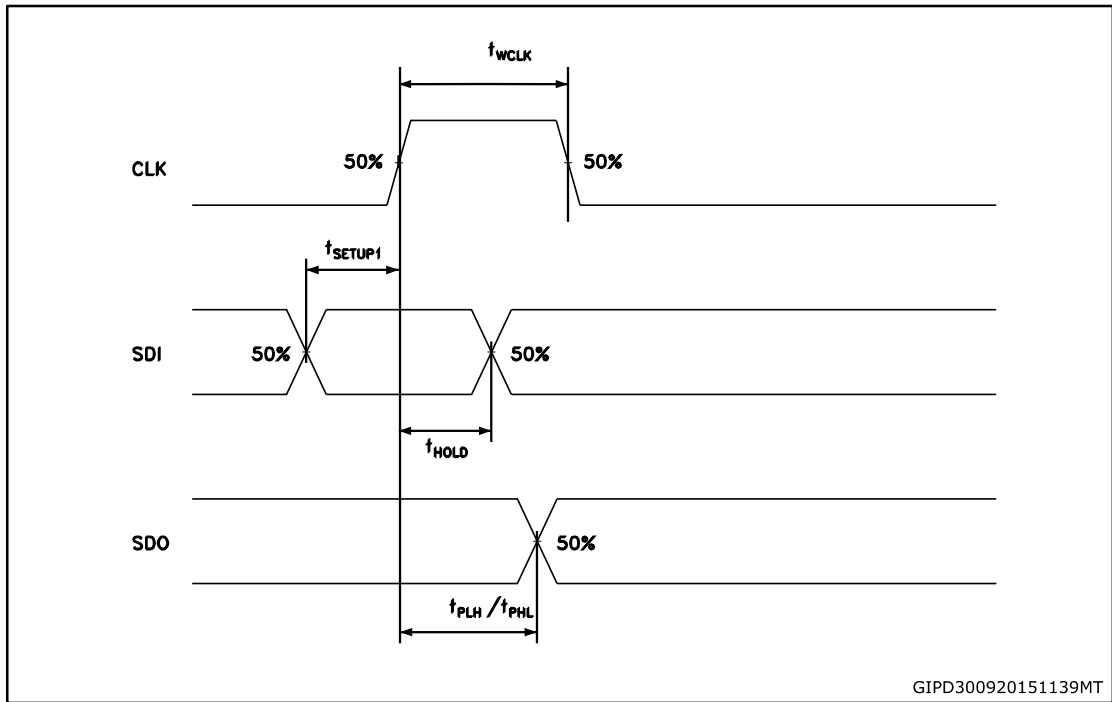 tWCLK
CLK
50%
50%
tSETUP1
SDI
50%
50%
tHOLD
SDO
50%
tPLH /tPHL
GIPD300920151139MT